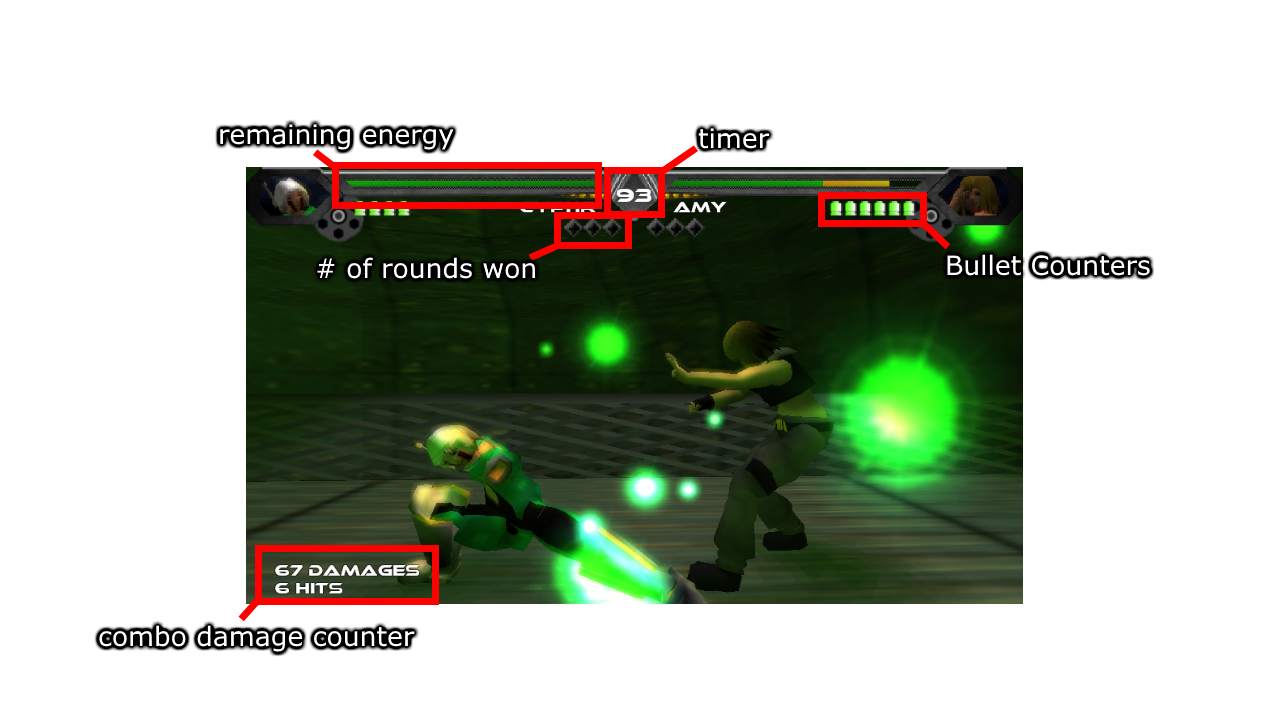 remaining energy
timer
93
AMY
# of rounds won
Bullet Counters
67 DAMAGES
6 HITS
combo damage counter